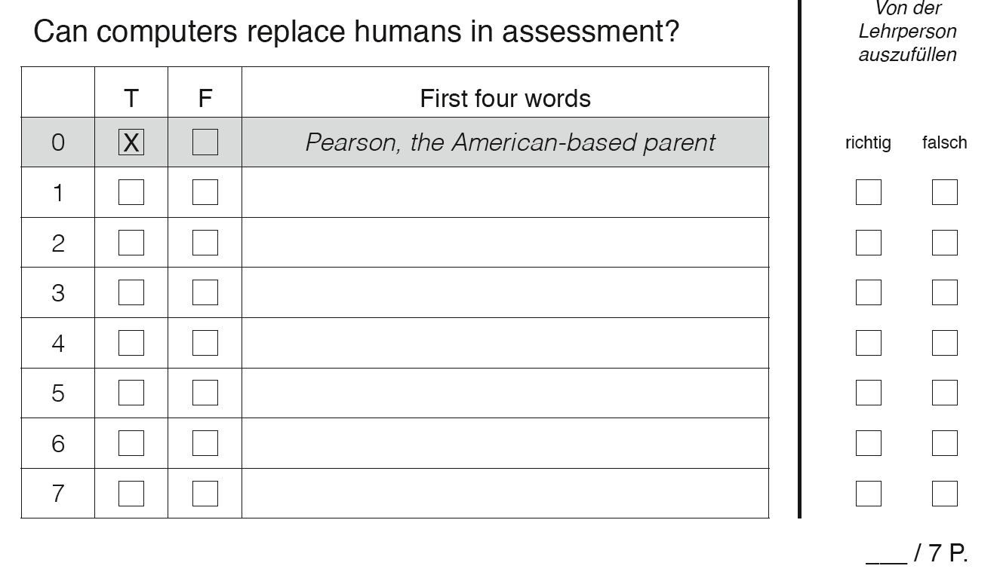 Can computers replace humans in assessment?
Von der
Lehrperson
auszufüllen
T F First four words
0 X Pearson, the American-based parent
richtig falsch
1
2
3
4
5
6
7
___ / 7 P.